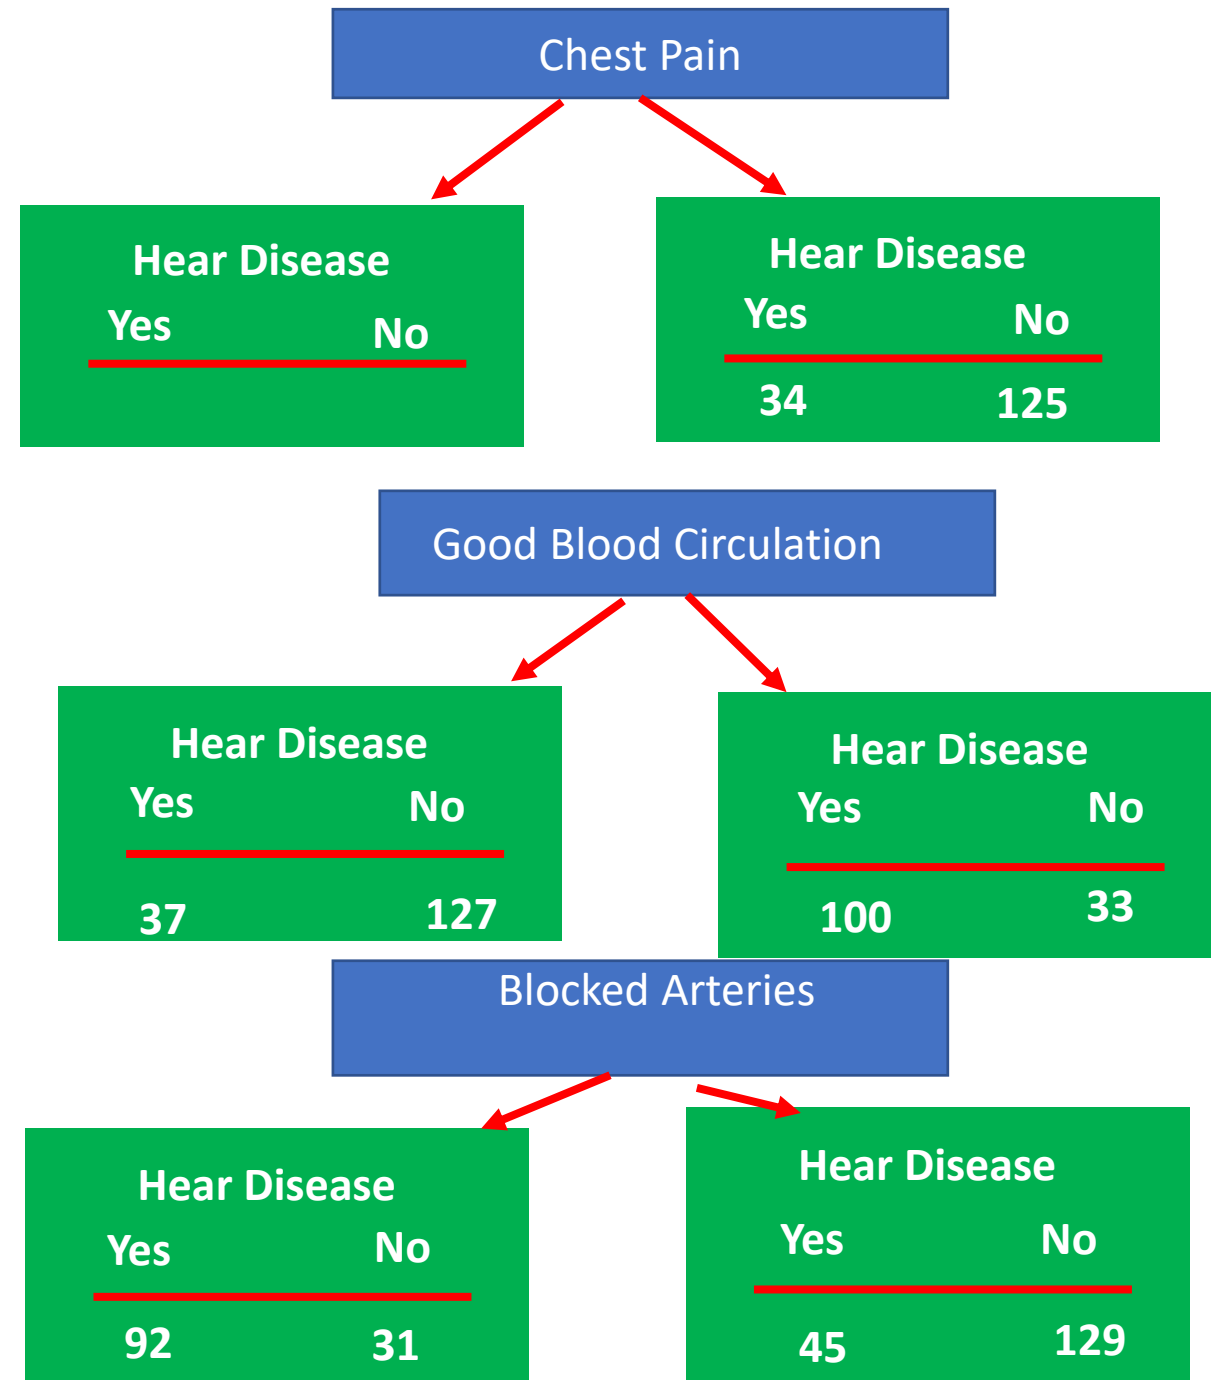 Chest Pain
Hear Disease
Yes No
Hear Disease
Yes No
34 125
Good Blood Circulation
Hear Disease
Yes No
37 127
Hear Disease
Yes No
100 33
Blocked Arteries
Hear Disease
Yes No
92 31
Hear Disease
Yes No
45 129